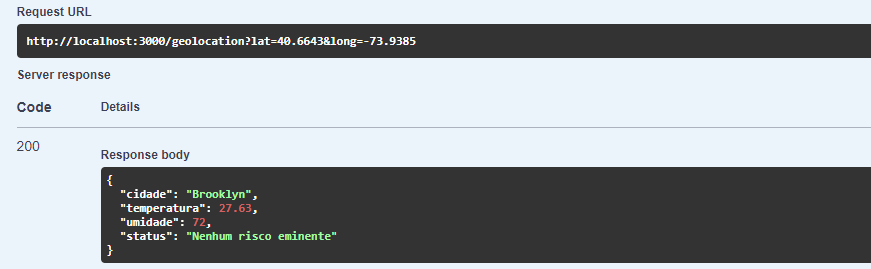 Request URL
http://localhost:3000/geolocation?lat=40.6643&long=-73.9385
Server response
Code Details
200
Response body
{
"cidade": "Brooklyn",
"temperatura": 27.63,
"umidade": 72,
"status": "Nenhum risco eminente"
}